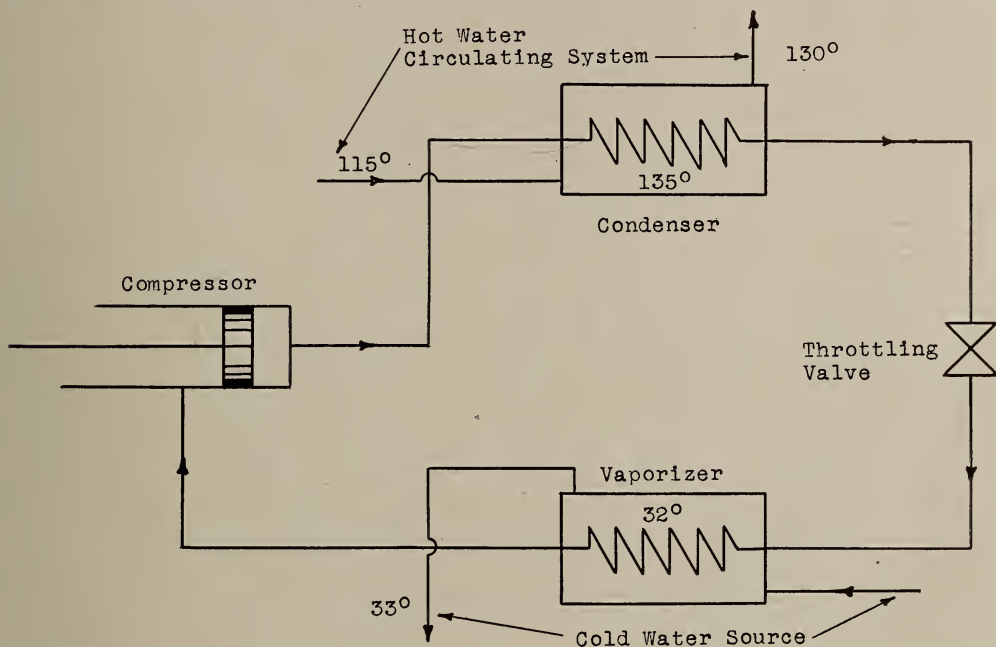 Hot Water
Circulating System
130°
115°
135°
Condenser
Compressor
Throttling
Valve
Vaporizer
32°
33°
Cold Water Source